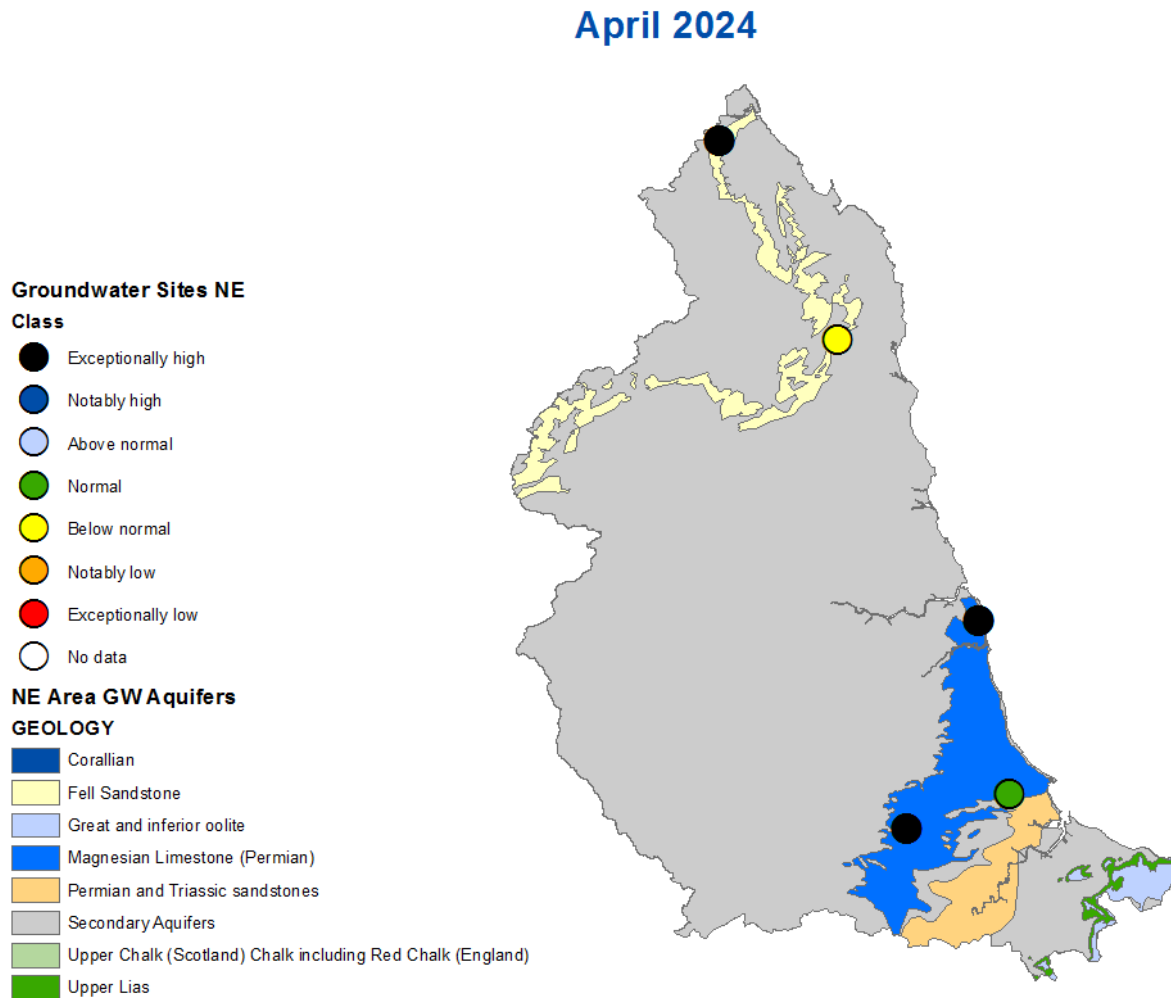 April 2024
Groundwater Sites NE
Class
Exceptionally high
Notably high
Above normal
Normal
Below normal
Notably low
Exceptionally low
No data
NE Area GW Aquifers
GEOLOGY
Corallian
Fell Sandstone
Great and inferior oolite
Magnesian Limestone (Permian)
Permian and Triassic sandstones
Secondary Aquifers
Upper Chalk (Scotland) Chalk including Red Chalk (England)
Upper Lias